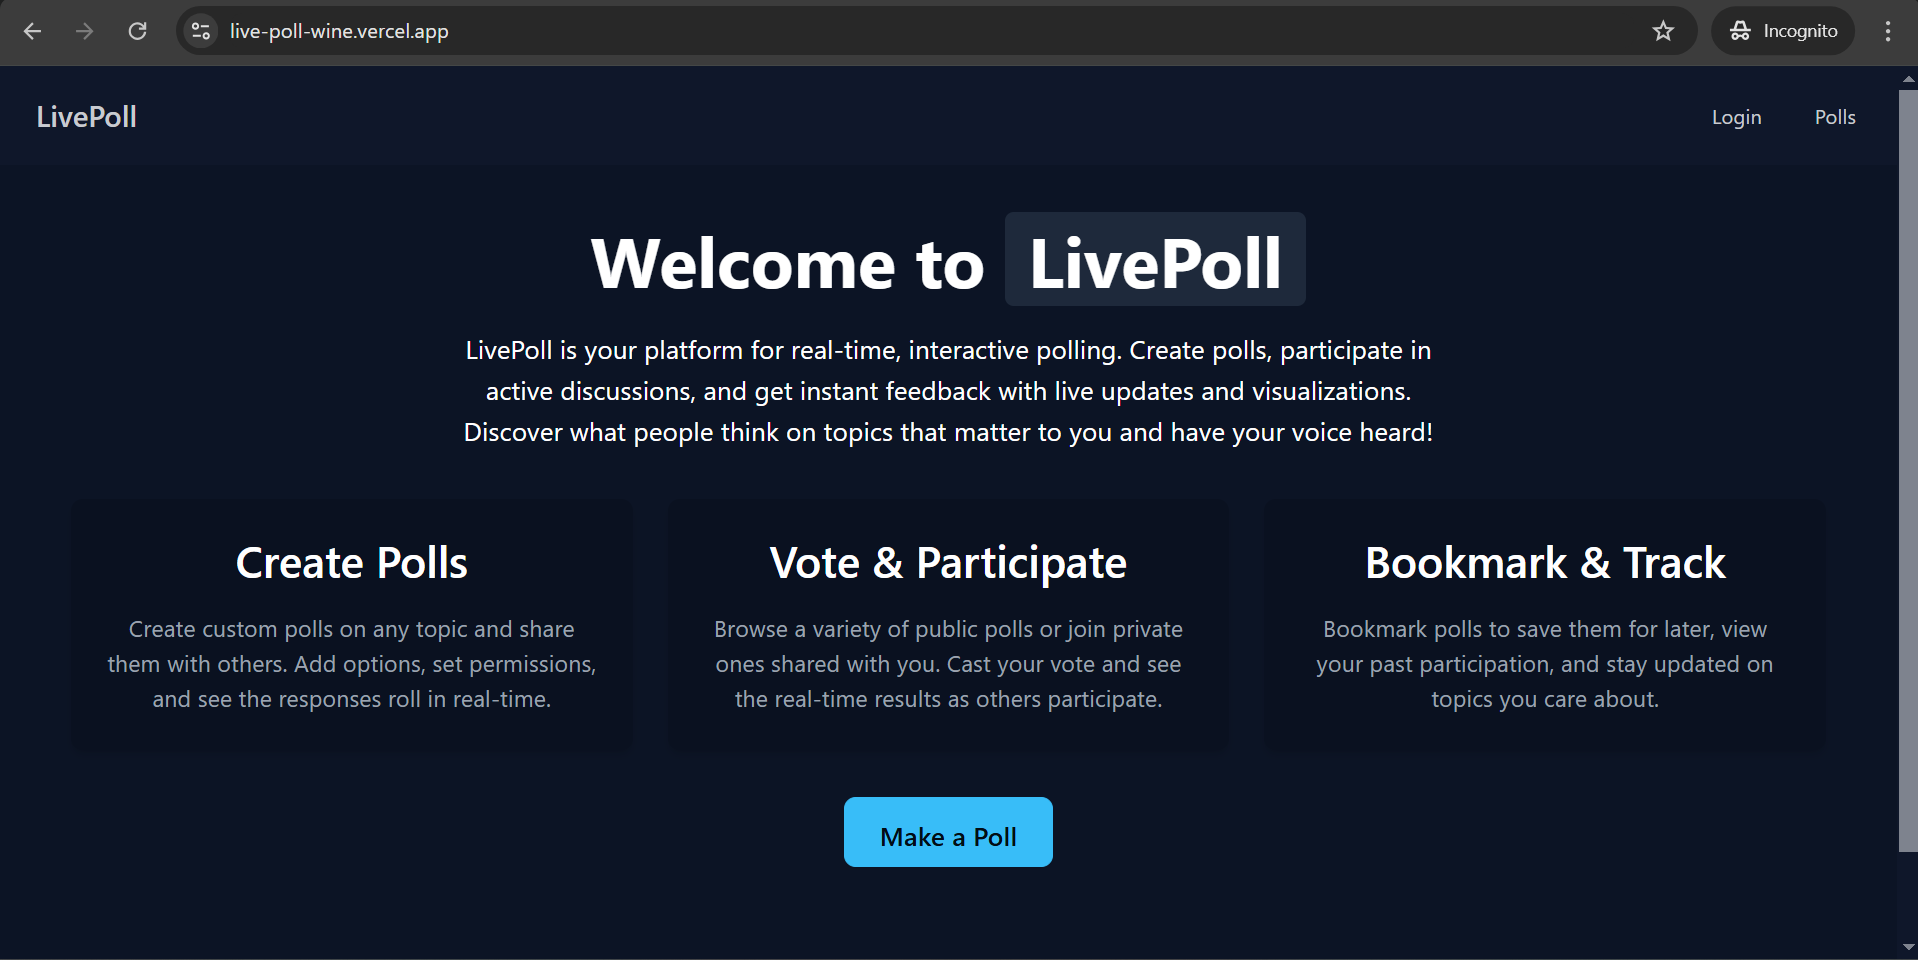 live-poll-wine.vercel.app
Incognito
LivePoll
Login
Polls
Welcome to LivePoll
LivePoll is your platform for real-time, interactive polling. Create polls, participate in
active discussions, and get instant feedback with live updates and visualizations.
Discover what people think on topics that matter to you and have your voice heard!
Create Polls
Create custom polls on any topic and share
them with others. Add options, set permissions,
and see the responses roll in real-time.
Vote & Participate
Browse a variety of public polls or join private
ones shared with you. Cast your vote and see
the real-time results as others participate.
Bookmark & Track
Bookmark polls to save them for later, view
your past participation, and stay updated on
topics you care about.
Make a Poll